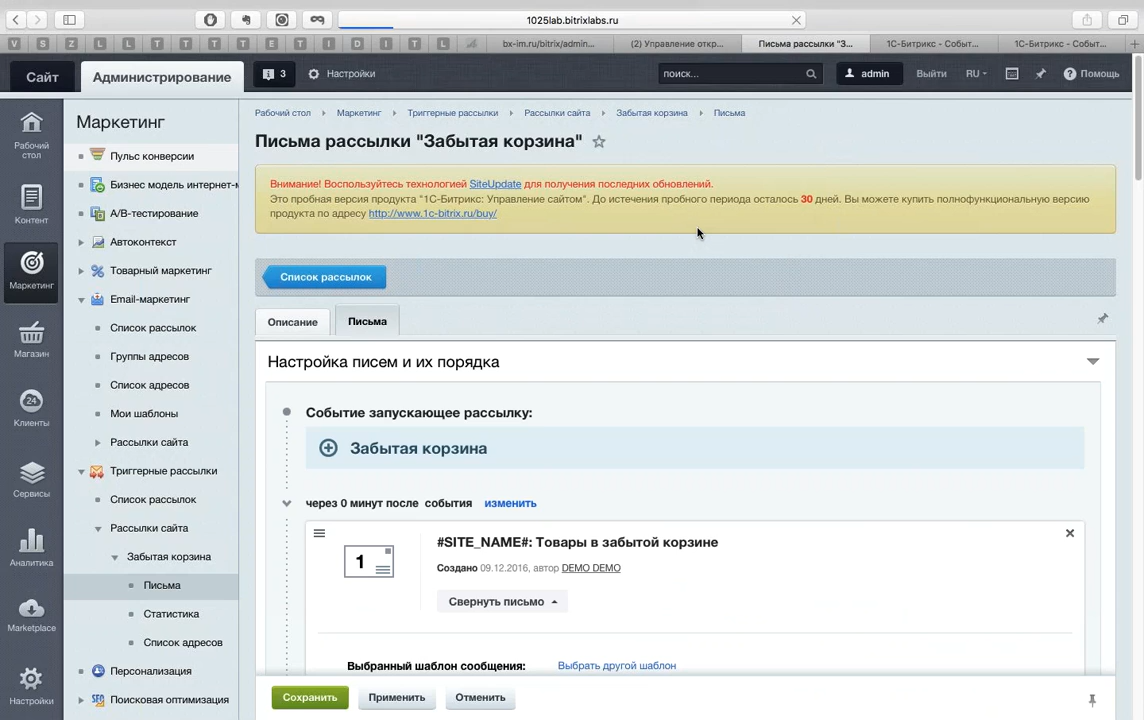 1025lab.bitrixlabs.ru
V S Z L L T T T T E T I D I T L
bx-im.ru/bitrix/admin... (2) Управление откр... Письма рассылки "З... 1С-Битрикс - Событ... 1С-Битрикс - Событ...
Сайт Администрирование 3 Настройки поиск... admin Выйти RU Помощь
Рабочий стол
Контент
Маркетинг
Магазин
24
Клиенты
Сервисы
Аналитика
Marketplace
Настройки
Маркетинг
Пульс конверсии
Бизнес модель интернет-м
A/B-тестирование
Автоконтекст
Товарный маркетинг
Email-маркетинг
Список рассылок
Группы адресов
Список адресов
Мои шаблоны
Рассылки сайта
Триггерные рассылки
Список рассылок
Рассылки сайта
Забытая корзина
Письма
Статистика
Список адресов
Персонализация
Поисковая оптимизация
Рабочий стол Маркетинг Триггерные рассылки Рассылки сайта Забытая корзина Письма
Письма рассылки "Забытая корзина"
Внимание! Воспользуйтесь технологией SiteUpdate для получения последних обновлений.
Это пробная версия продукта "1С-Битрикс: Управление сайтом". До истечения пробного периода осталось 30 дней. Вы можете купить полнофункциональную версию
продукта по адресу http://www.1c-bitrix.ru/buy/
Список рассылок
Описание Письма
Настройка писем и их порядка
Событие запускающее рассылку:
Забытая корзина
через 0 минут после события изменить
1
#SITE_NAME#: Товары в забытой корзине
Создано 09.12.2016, автор DEMO DEMO
Свернуть письмо
Выбранный шаблон сообщения: Выбрать другой шаблон
Сохранить Применить Отменить